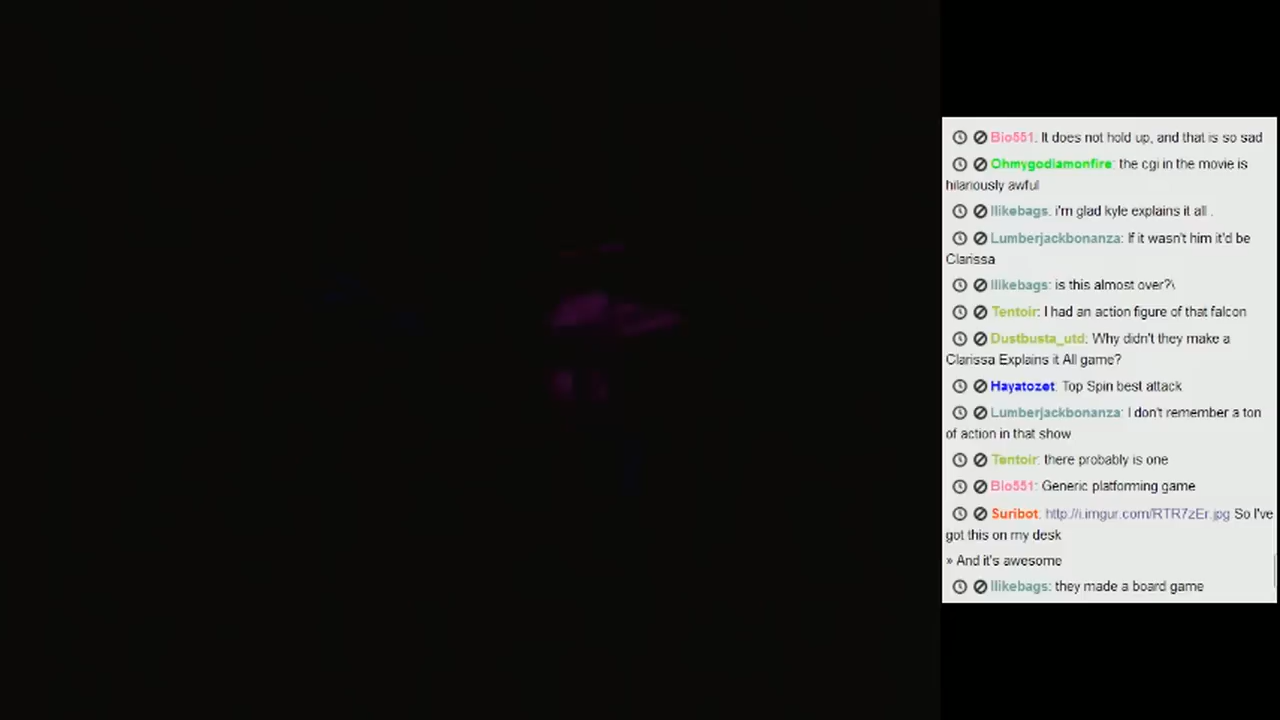 Bio551: It does not hold up, and that is so sad
Ohmygodiamonfire: the cgi in the movie is
hilariously awful
Ilikebags: i'm glad kyle explains it all .
Lumberjackbonanza: If it wasn't him it'd be
Clarissa
Ilikebags: is this almost over?\
Tentoir: I had an action figure of that falcon
Dustbusta_utd: Why didn't they make a
Clarissa Explains it All game?
Hayatozet: Top Spin best attack
Lumberjackbonanza: I don't remember a ton
of action in that show
Tentoir: there probably is one
Bio551: Generic platforming game
Suribot: http://i.imgur.com/RTR7zEr.jpg So I've
got this on my desk
» And it's awesome
Ilikebags: they made a board game